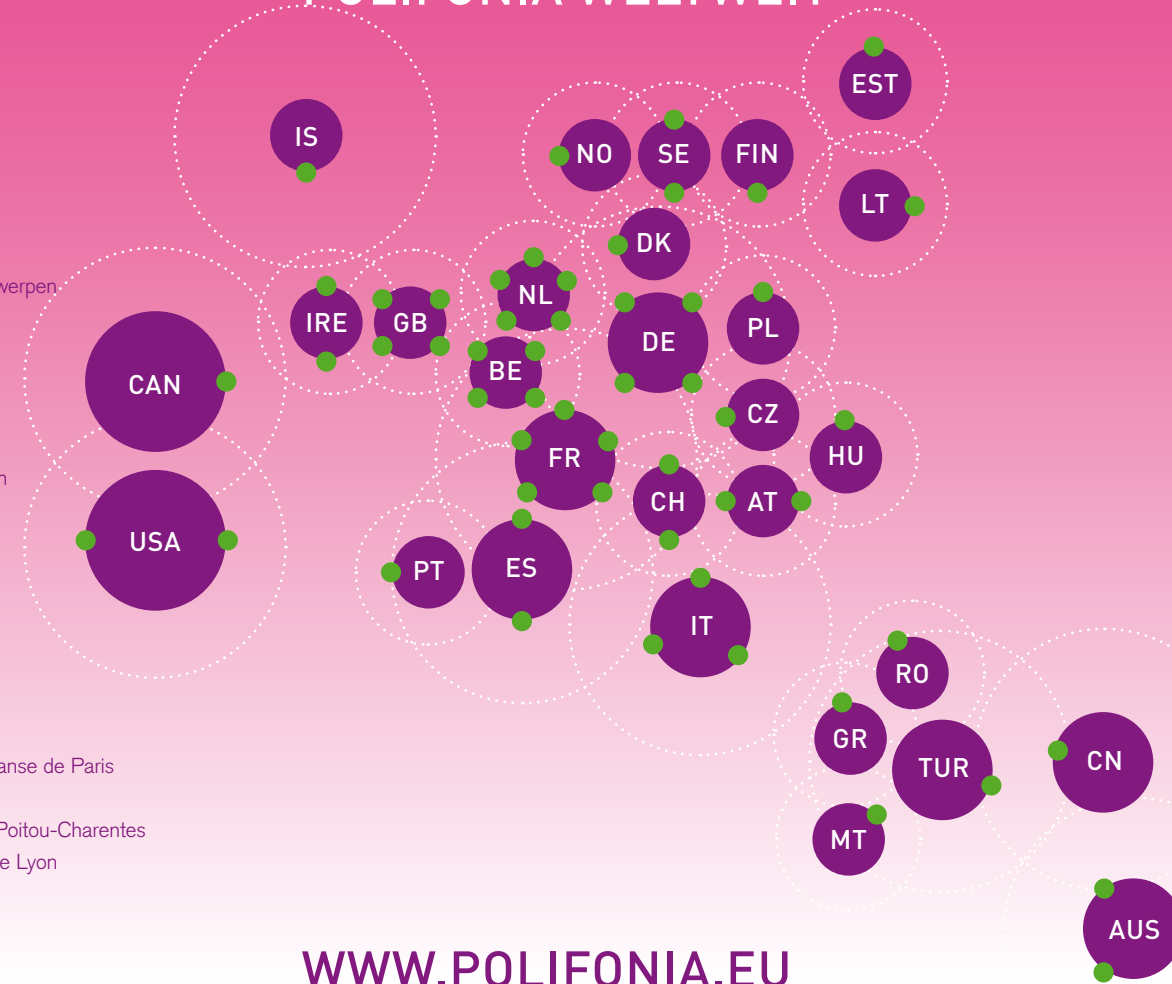 POLIFONIA WELTWEIT
EST
IS
NO SE FIN
LT
DK
werpen
NL
IRE GB
PL
DE
BE
CAN
CZ
HU
FR
n
CH AT
USA
PT ES
IT
RO
GR
TUR CN
anse de Paris
Poitou-Charentes
MT
e Lyon
AUS
WWW.POLIFONIA.EU